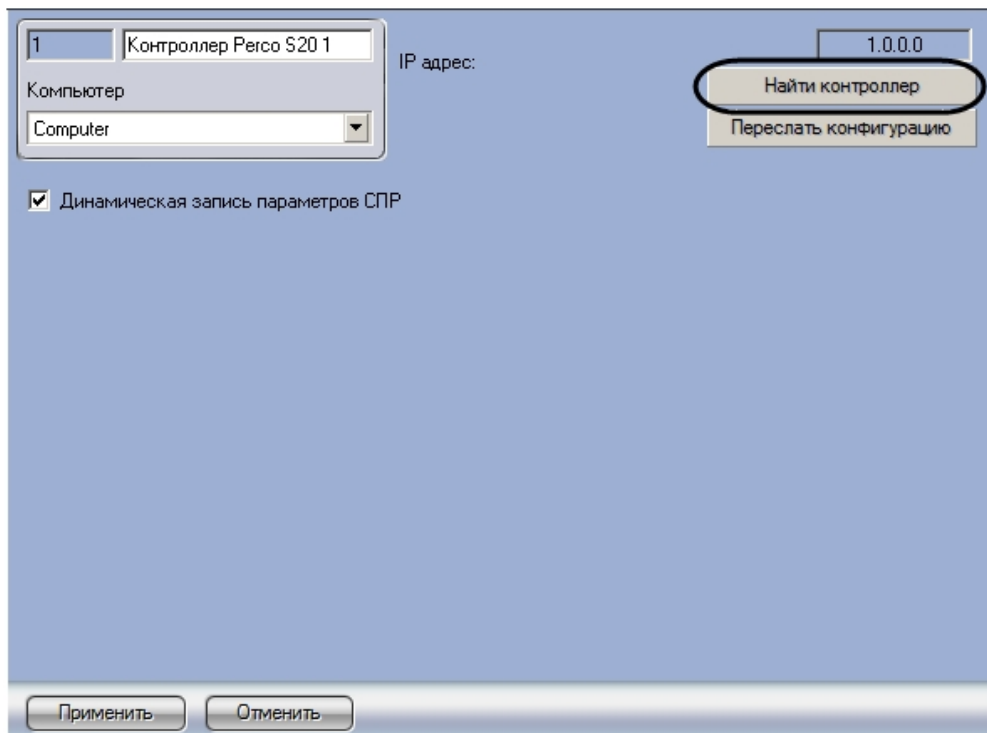 1 Контроллер Perco S20 1
IP адрес:
1.0.0.0
Компьютер
Computer
Найти контроллер
Переслать конфигурацию
Динамическая запись параметров СПР
Применить
Отменить